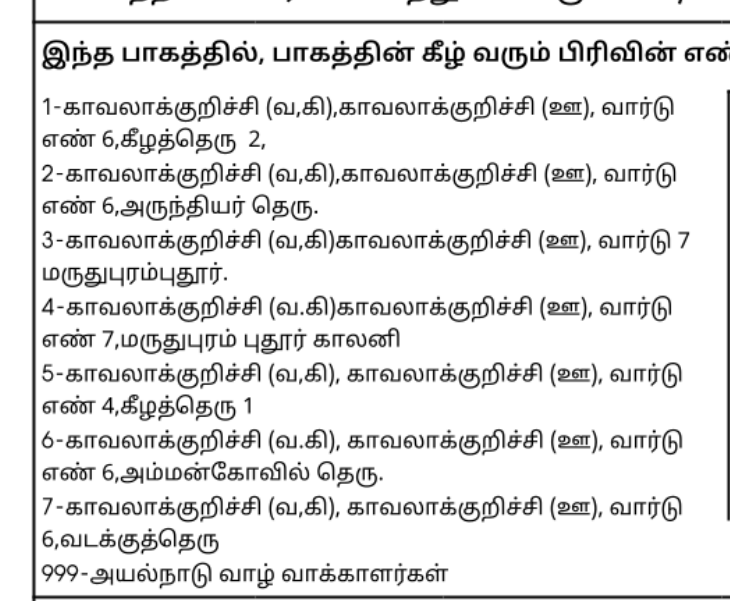 இந்த பாகத்தில், பாகத்தின் கீழ் வரும் பிரிவின் எண்
1-காவலாக்குறிச்சி (வ,கி),காவலாக்குறிச்சி (ஊ), வார்டு
எண் 6,கீழத்தெரு 2,
2-காவலாக்குறிச்சி (வ,கி),காவலாக்குறிச்சி (ஊ), வார்டு
எண் 6,அருந்தியர் தெரு.
3-காவலாக்குறிச்சி (வ,கி)காவலாக்குறிச்சி (ஊ), வார்டு 7
மருதுபுரம்புதூர்.
4-காவலாக்குறிச்சி (வ.கி)காவலாக்குறிச்சி (ஊ), வார்டு
எண் 7,மருதுபுரம் புதூர் காலனி
5-காவலாக்குறிச்சி (வ,கி), காவலாக்குறிச்சி (ஊ), வார்டு
எண் 4,கீழத்தெரு 1
6-காவலாக்குறிச்சி (வ.கி), காவலாக்குறிச்சி (ஊ), வார்டு
எண் 6,அம்மன்கோவில் தெரு.
7-காவலாக்குறிச்சி (வ,கி), காவலாக்குறிச்சி (ஊ), வார்டு
6,வடக்குத்தெரு
999-அயல்நாடு வாழ் வாக்காளர்கள்